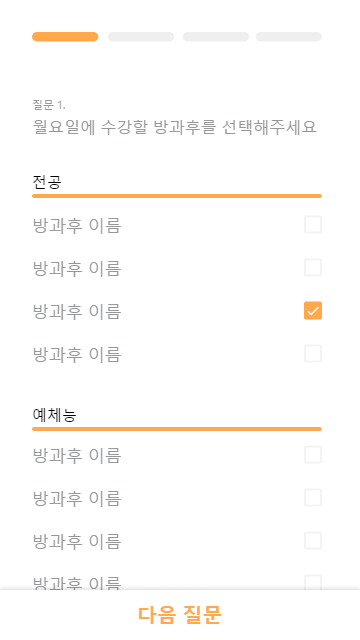 질문 1.
월요일에 수강할 방과후를 선택해주세요
전공
방과후 이름
방과후 이름
방과후 이름
방과후 이름
예체능
방과후 이름
방과후 이름
방과후 이름
방과후 이름
다음 질문